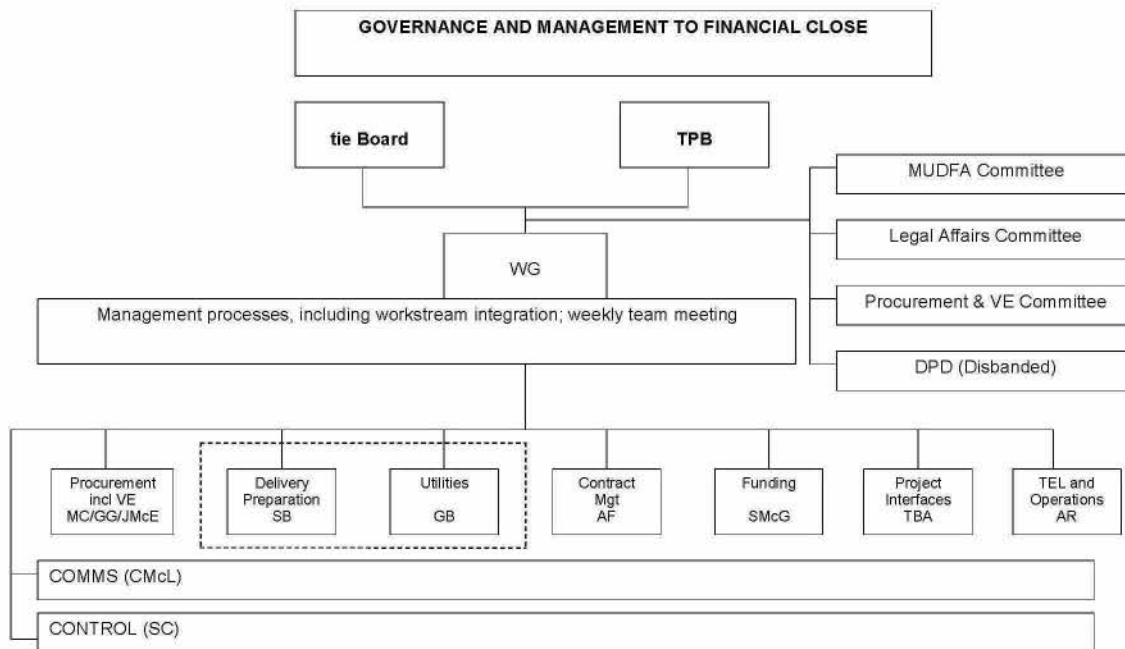 GOVERNANCE AND MANAGEMENT TO FINANCIAL CLOSE
tie Board
TPB
MUDFA Committee
Legal Affairs Committee
WG
Procurement & VE Committee
Management processes, including workstream integration; weekly team meeting
DPD (Disbanded)
Procurement
incl VE
MC/GG/JMcE
Delivery
Preparation
SB
Utilities
GB
Contract
Mgt
AF
Funding
SMcG
Project
Interfaces
TBA
TEL and
Operations
AR
COMMS (CMcL)
CONTROL (SC)